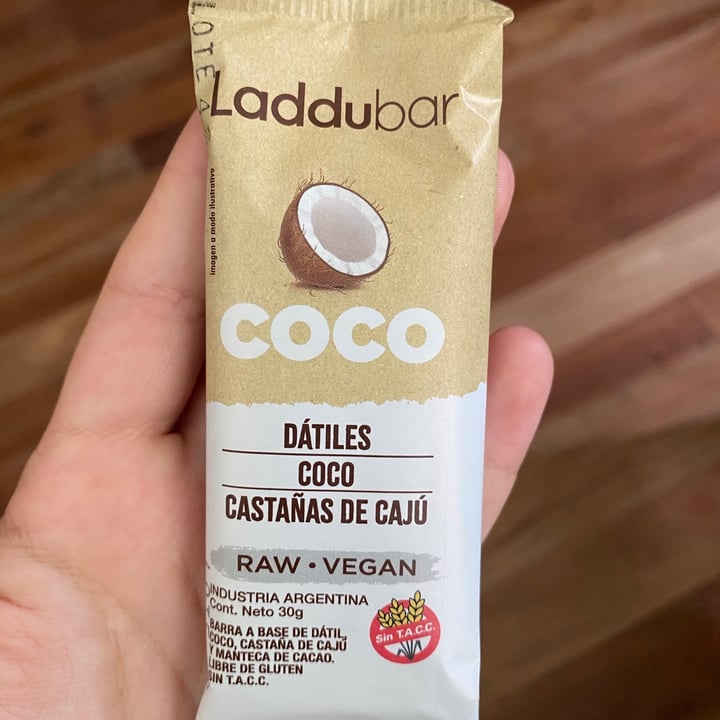 LOTE
Laddubar
imagen a modo ilustrativo
COCO
DÁTILES
COCO
CASTAÑAS DE CAJÚ
RAW • VEGAN
INDUSTRIA ARGENTINA
Cont. Neto 30g
Sin T.A.C.C.
BARRA A BASE DE DÁTIL,
COCO, CASTAÑA DE CAJÚ
Y MANTECA DE CACAO.
LIBRE DE GLUTEN
SIN T.A.C.C.